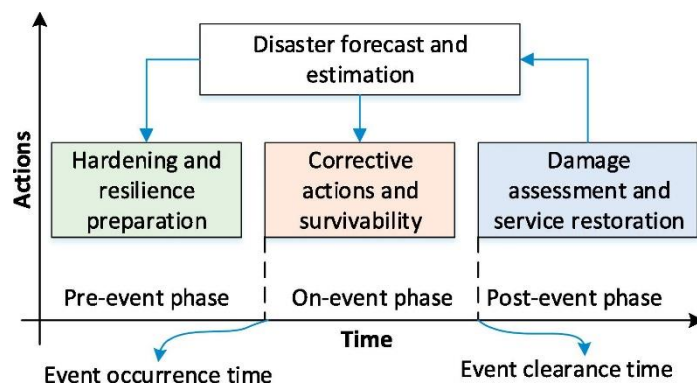 Disaster forecast and
estimation
Actions
Hardening and
resilience
preparation
Corrective
actions and
survivability
Damage
assessment and
service restoration
Pre-event phase
On-event phase
Post-event phase
Time
Event occurrence time
Event clearance time